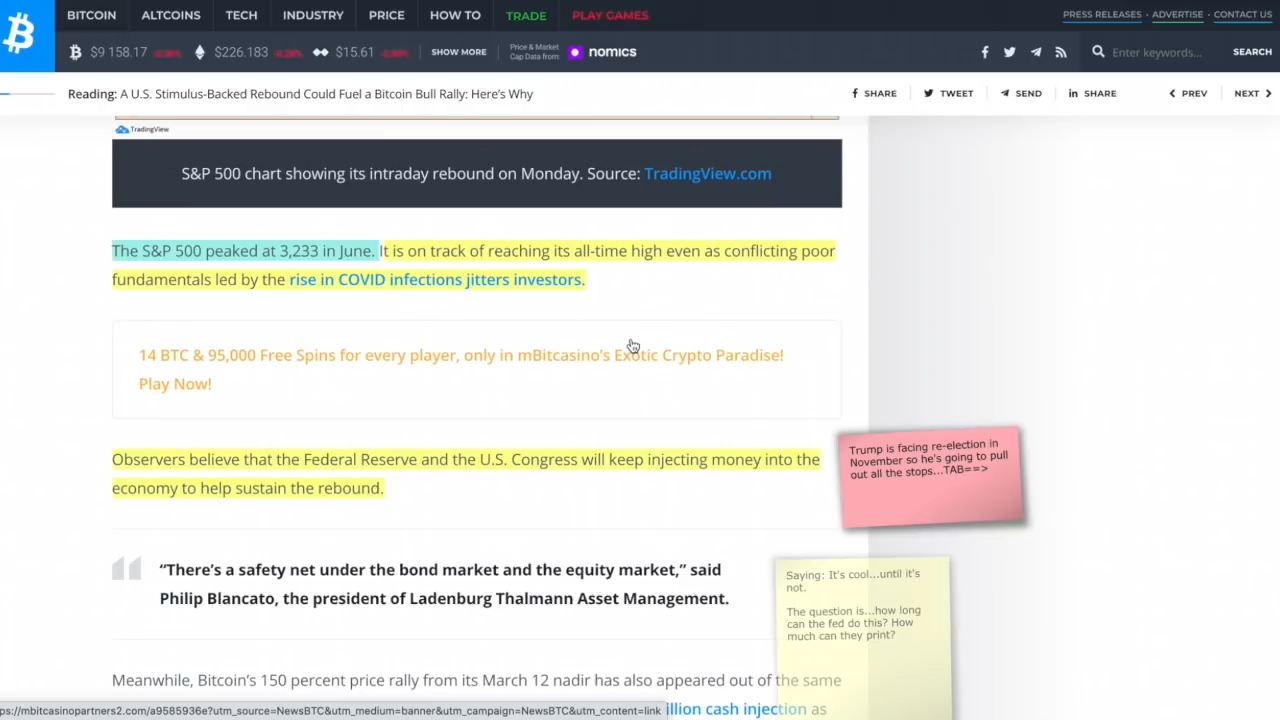 BITCOIN ALTCOINS TECH INDUSTRY PRICE HOW TO TRADE PLAY GAMES PRESS RELEASES · ADVERTISE · CONTACT US
$9 158.17 -0.96% $226.183 $15.61 SHOW MORE Price & Market Cap Data from: nomics Enter keywords... SEARCH
Reading: A U.S. Stimulus-Backed Rebound Could Fuel a Bitcoin Bull Rally: Here's Why SHARE TWEET SEND in SHARE PREV NEXT
TradingView
S&P 500 chart showing its intraday rebound on Monday. Source: TradingView.com
The S&P 500 peaked at 3,233 in June. It is on track of reaching its all-time high even as conflicting poor
fundamentals led by the rise in COVID infections jitters investors.
14 BTC & 95,000 Free Spins for every player, only in mBitcasino's Exotic Crypto Paradise!
Play Now!
Observers believe that the Federal Reserve and the U.S. Congress will keep injecting money into the
economy to help sustain the rebound.
Trump is facing re-election in
November so he's going to pull
out all the stops...TAB==>
"There's a safety net under the bond market and the equity market," said
Philip Blancato, the president of Ladenburg Thalmann Asset Management.
Saying: It's cool...until it's
not.
The question is...how long
can the fed do this? How
much can they print?
Meanwhile, Bitcoin's 150 percent price rally from its March 12 nadir has also appeared out of the same
illion cash injection as
ps://mbitcasinopartners2.com/a9585936e?utm_source=NewsBTC&utm_medium=banner&utm_campaign=NewsBTC&utm_content=link